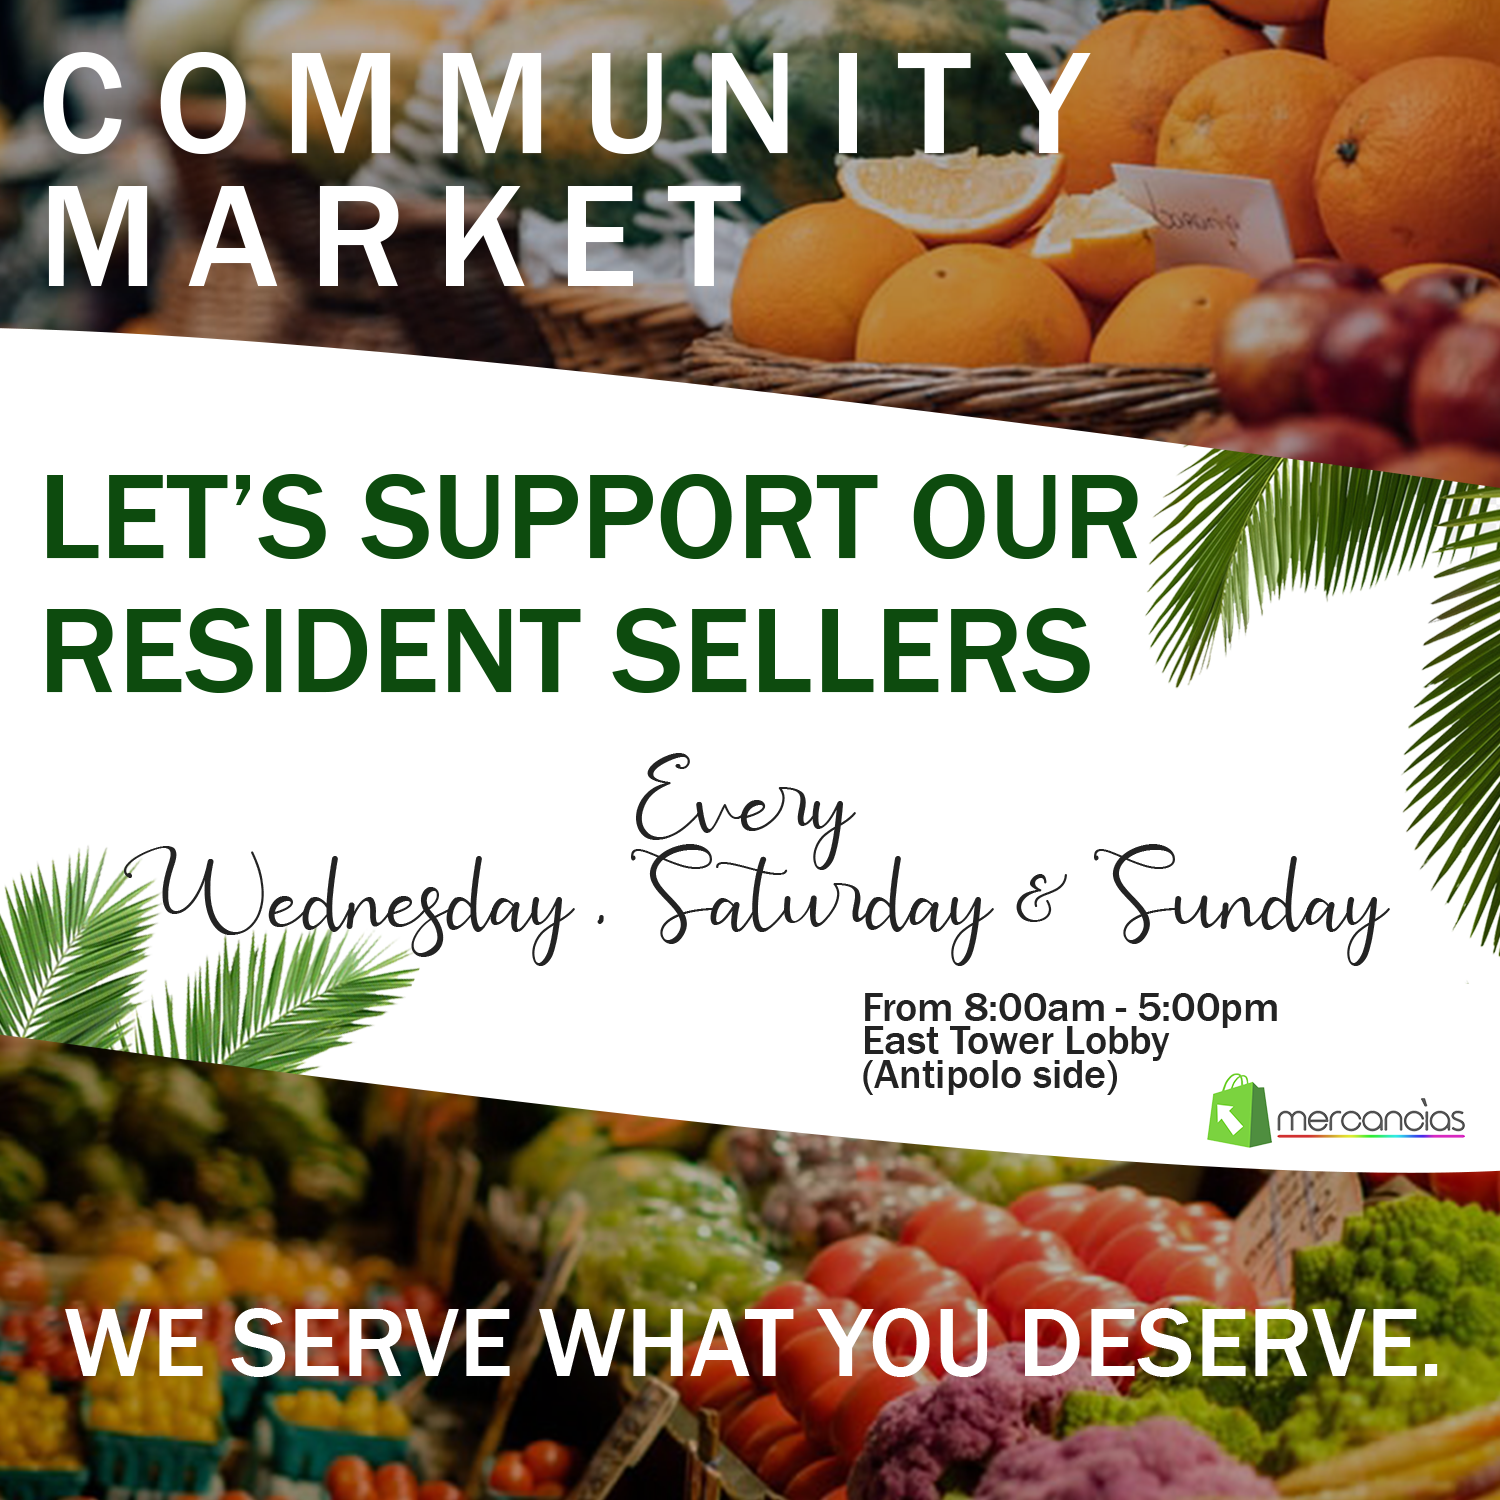 COMMUNITY
MARKET
LET'S SUPPORT OUR
RESIDENT SELLERS
Every
Wednesday . Saturday & Sunday
From 8:00am - 5:00pm
East Tower Lobby
(Antipolo side)
mercancìas
WE SERVE WHAT YOU DESERVE.